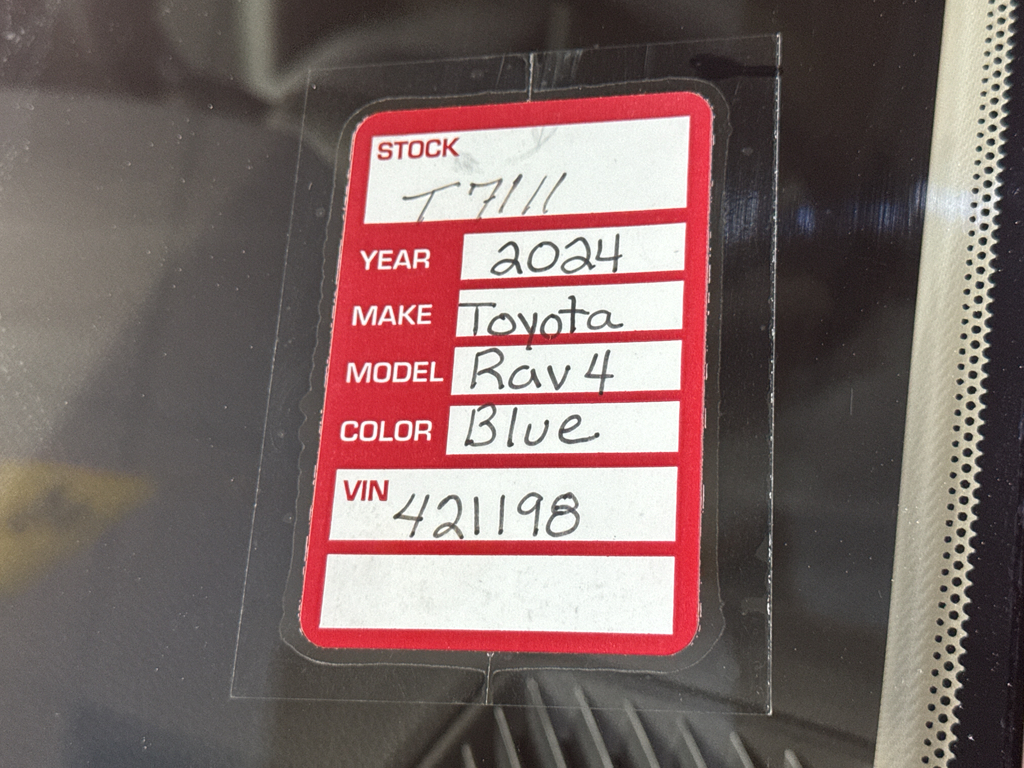 STOCK
T7111
YEAR 2024
MAKE Toyota
MODEL Rav4
COLOR Blue
VIN 421198